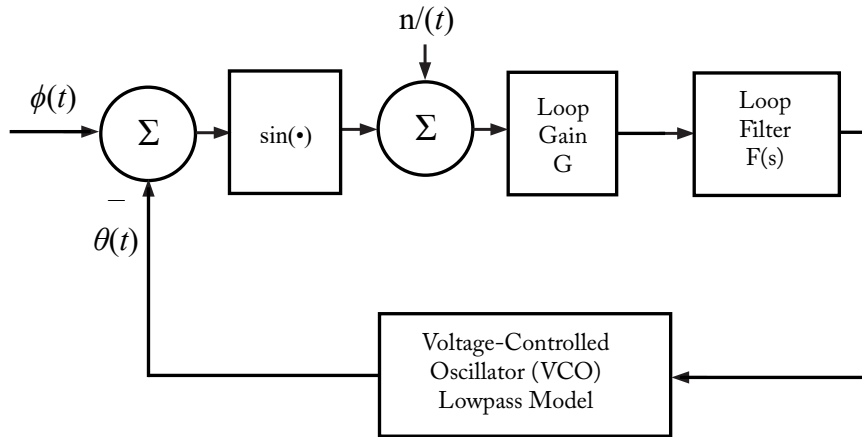 n/(t)
ϕ(t)
Σ
sin(•)
Σ
Loop
Gain
G
Loop
Filter
F(s)
–
θ(t)
Voltage-Controlled
Oscillator (VCO)
Lowpass Model